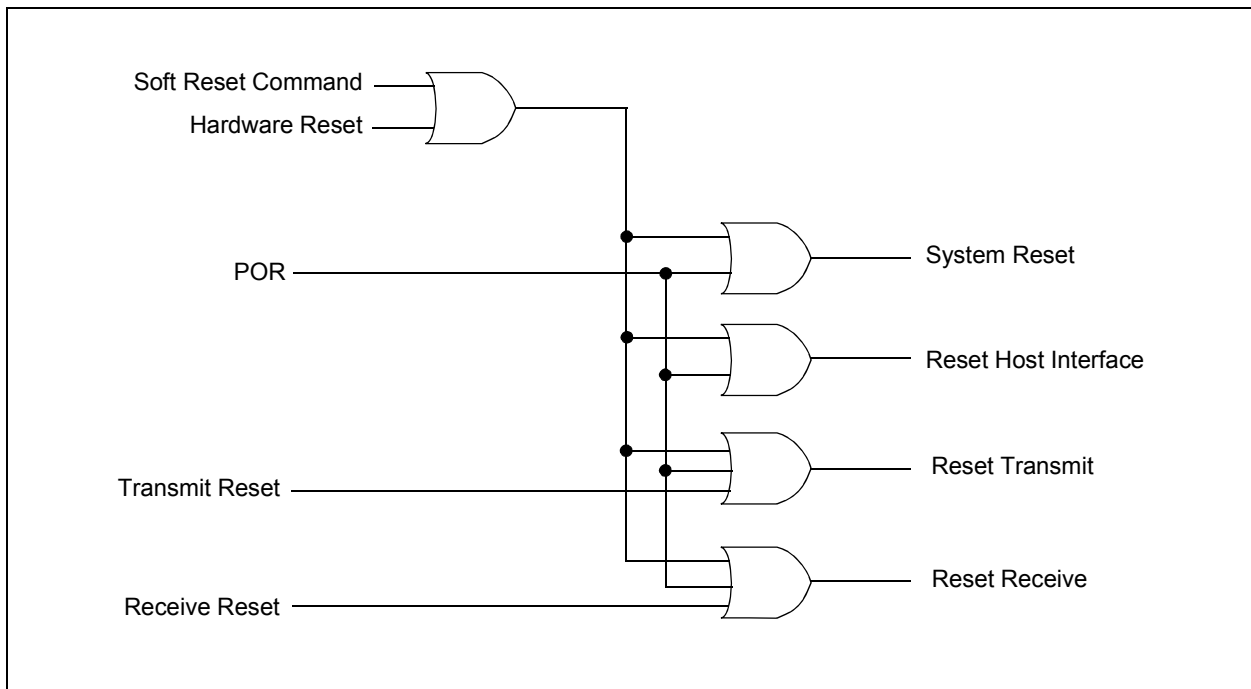 Soft Reset Command
Hardware Reset
System Reset
POR
Reset Host Interface
Reset Transmit
Transmit Reset
Reset Receive
Receive Reset